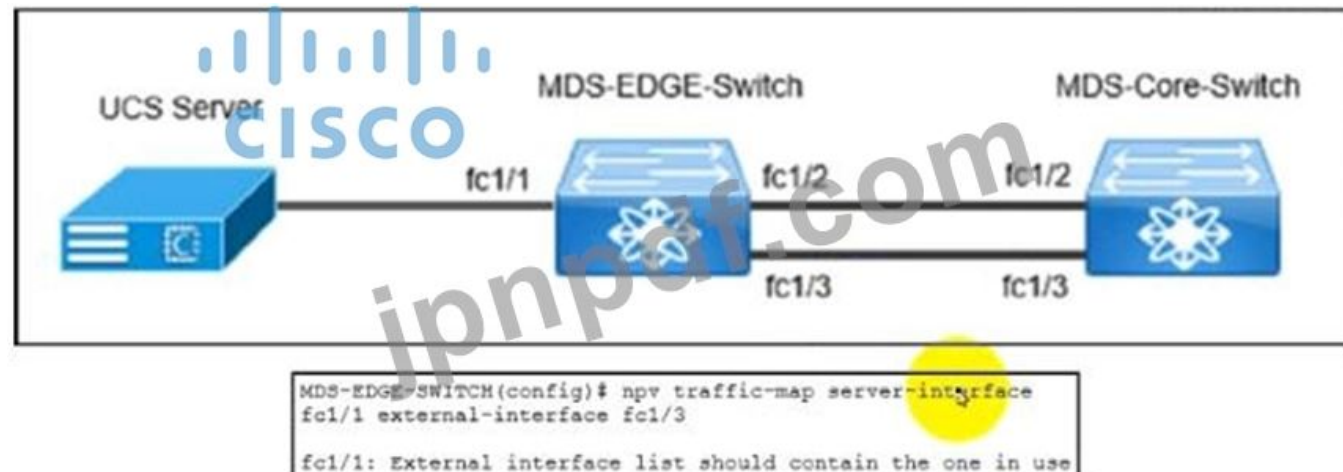 CISCO
UCS Server
MDS-EDGE-Switch
MDS-Core-Switch
fc1/1
fc1/2
fc1/2
fc1/3
fc1/3
jpnpdf.com
MDS-EDGE-SWITCH(config)# npv traffic-map server-interface
fc1/1 external-interface fc1/3
fc1/1: External interface list should contain the one in use